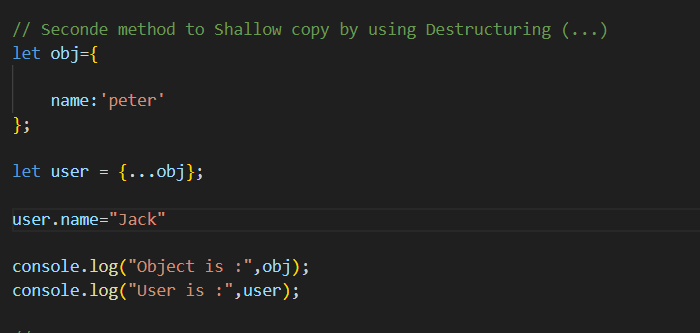 // Seconde method to Shallow copy by using Destructuring (...)
let obj={
name:'peter'
};
let user = {...obj};
user.name="Jack"
console.log("Object is :",obj);
console.log("User is :",user);